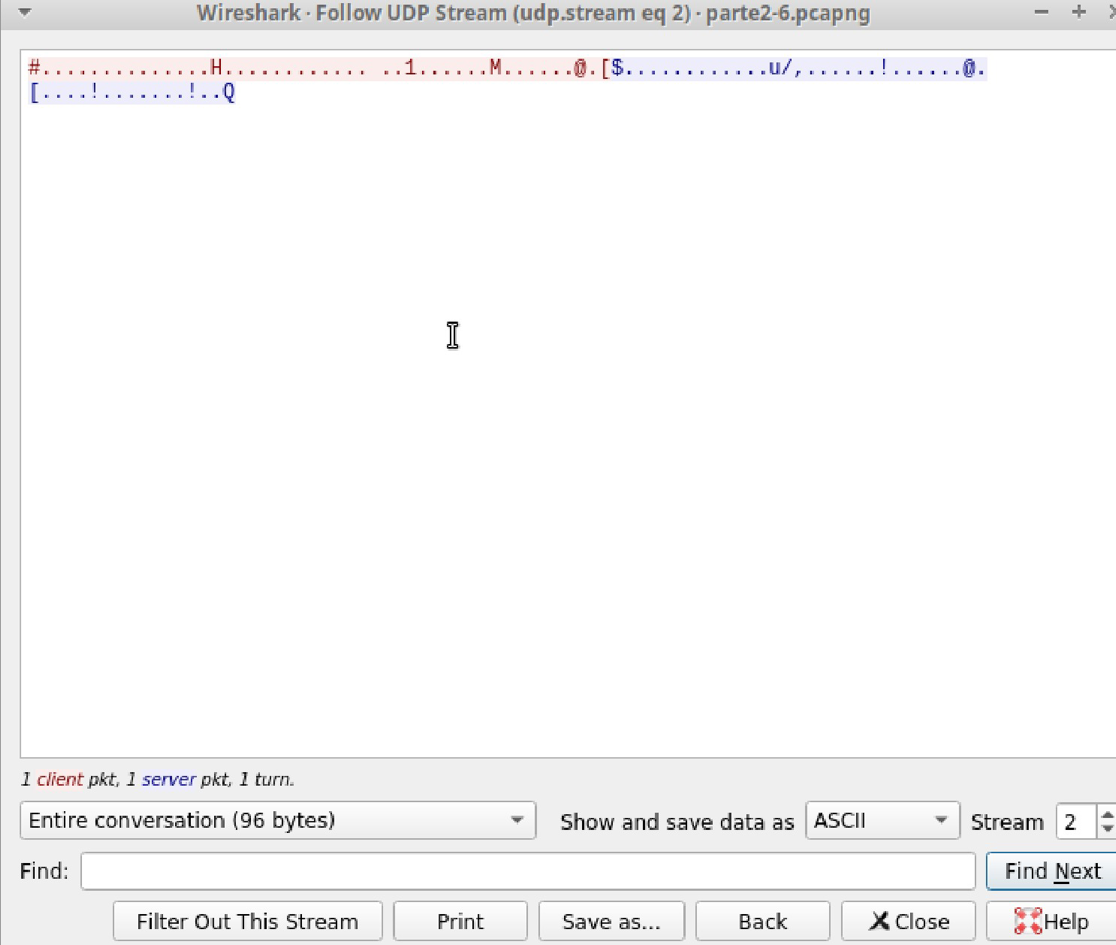 Wireshark · Follow UDP Stream (udp.stream eq 2) · parte2-6.pcapng
#..............H............ ..1......M......@.[$............u/,......!......@.
[....!.......!..Q
1 client pkt, 1 server pkt, 1 turn.
Entire conversation (96 bytes) Show and save data as ASCII Stream 2
Find: Find Next
Filter Out This Stream Print Save as... Back Close Help